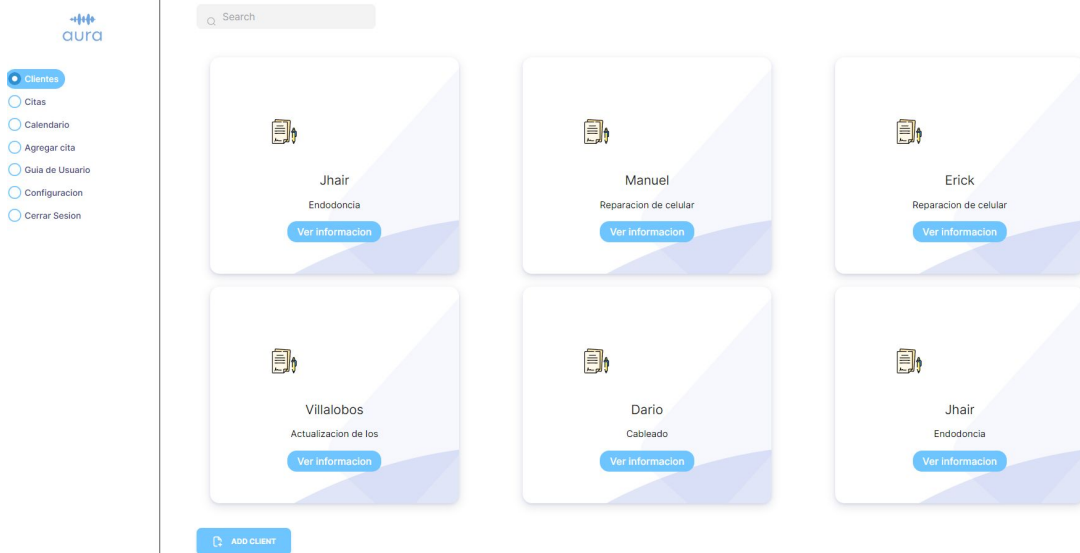 aura
Clientes
Citas
Calendario
Agregar cita
Guia de Usuario
Configuracion
Cerrar Sesion
Search
Jhair
Endodoncia
Ver informacion
Manuel
Reparacion de celular
Ver informacion
Erick
Reparacion de celular
Ver informacion
Villalobos
Actualizacion de los
Ver informacion
Dario
Cableado
Ver informacion
Jhair
Endodoncia
Ver informacion
ADD CLIENT